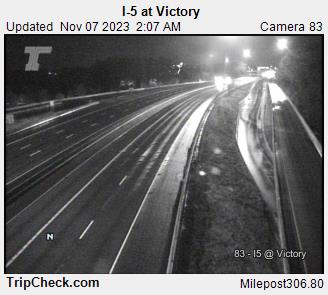 I-5 at Victory
Updated Nov 07 2023 2:07 AM Camera 83
T
N
83 - I5 @ Victory
TripCheck.com Milepost306.80